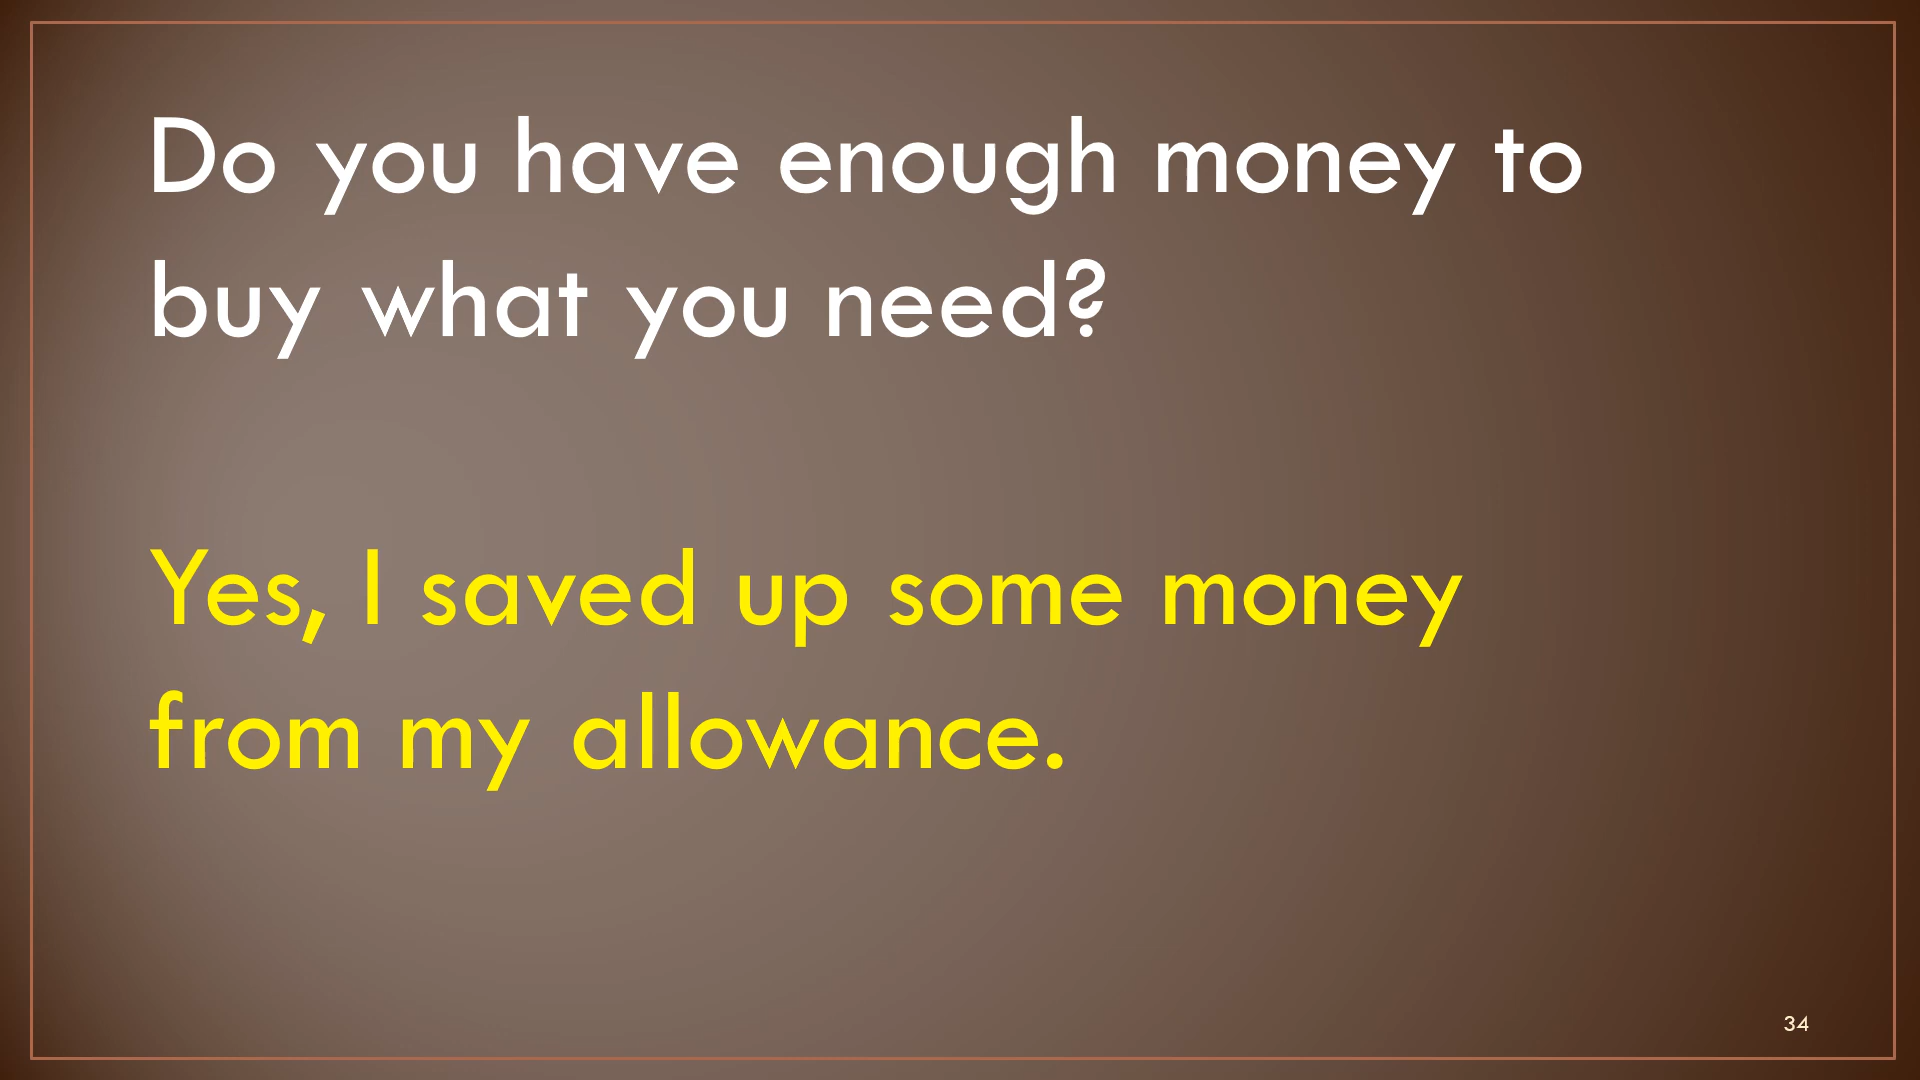 Do you have enough money to
buy what you need?
Yes, I saved up some money
from my allowance.
34